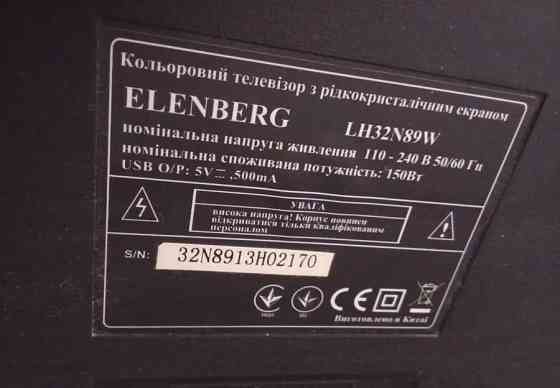 Кольоровий телевізор з рідкокристалічним екраном
ELENBERG LH32N89W
номінальна напруга живлення 110 - 240 В 50/60 Гц
номінальна споживана потужність: 150Вт
USB O/P: 5V ⎓ .500mA
УВАГА
висока напруга! Корпус повинен
відкриватися тільки кваліфікованим
персоналом
S/N: 32N8913H02170
CE
Виготовлено в Китаї